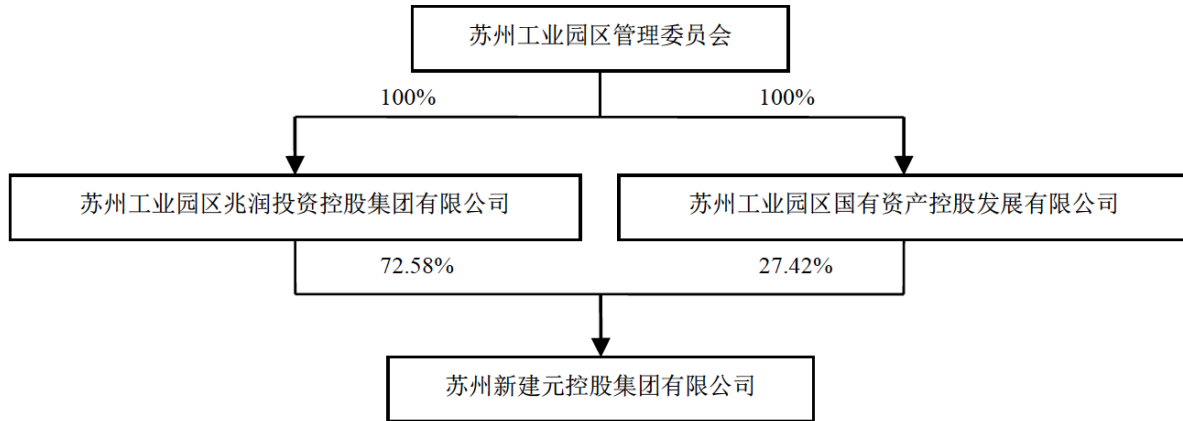 苏州工业园区管理委员会
100%
100%
苏州工业园区兆润投资控股集团有限公司
苏州工业园区国有资产控股发展有限公司
72.58%
27.42%
苏州新建元控股集团有限公司